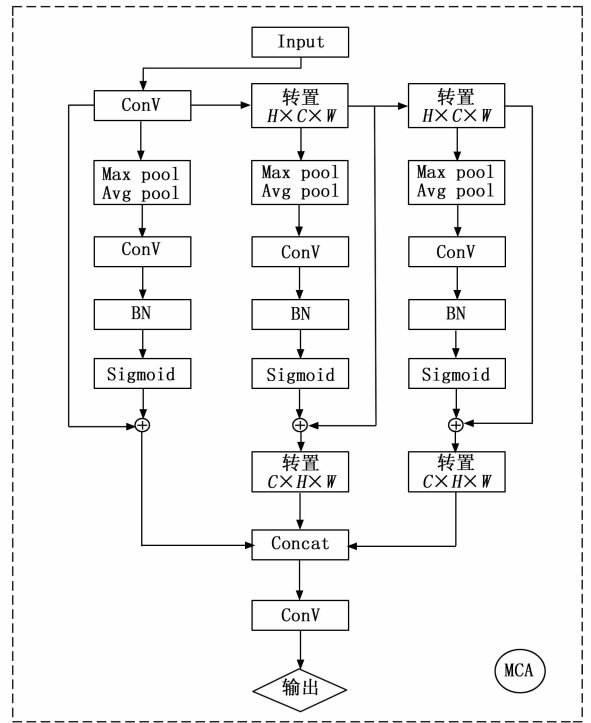 Input
ConV
转置
H×C×W
转置
H×C×W
Max pool
Avg pool
Max pool
Avg pool
Max pool
Avg pool
ConV
ConV
ConV
BN
BN
BN
Sigmoid
Sigmoid
Sigmoid
转置
C×H×W
转置
C×H×W
Concat
ConV
MCA
输出